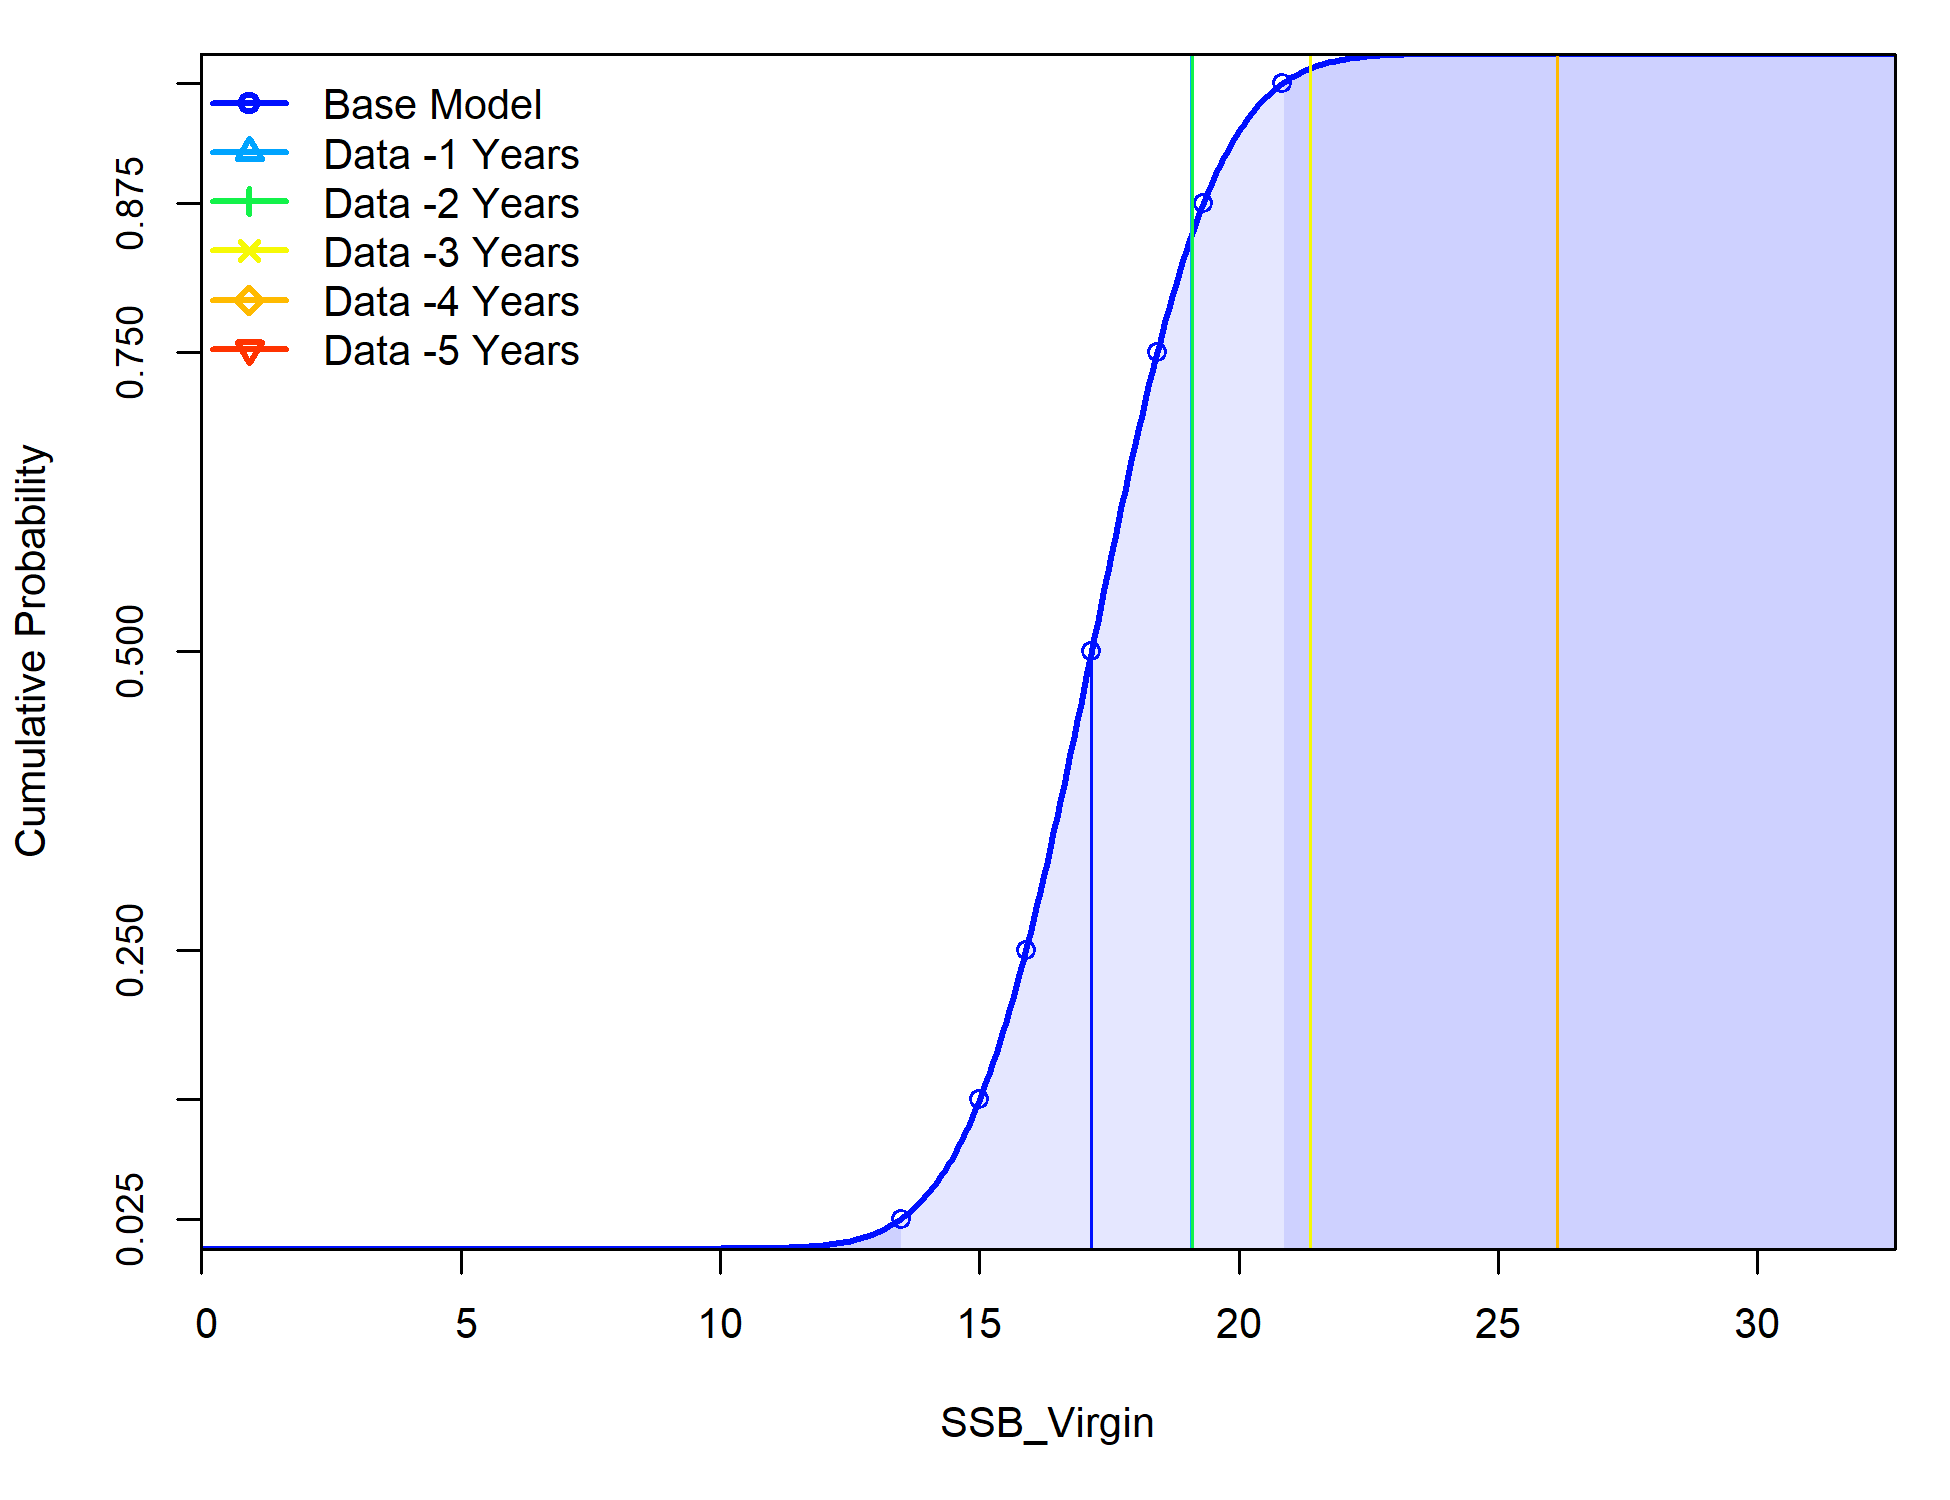 Base Model
Data -1 Years
Data -2 Years
Data -3 Years
Data -4 Years
Data -5 Years
Cumulative Probability
0.875
0.750
0.500
0.250
0.025
0 5 10 15 20 25 30
SSB_Virgin